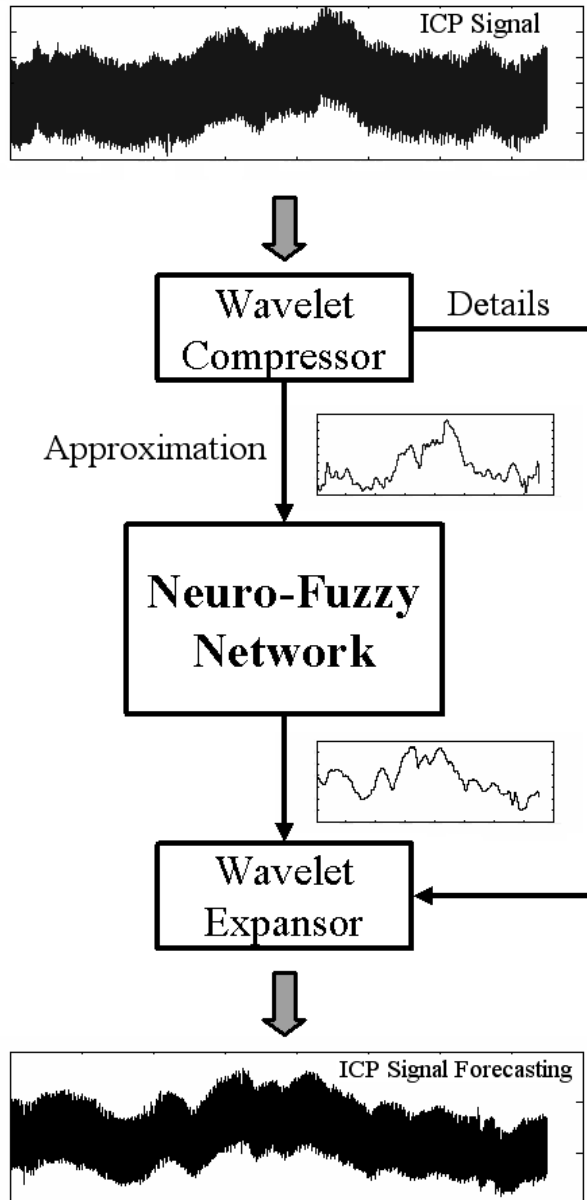 ICP Signal
Wavelet
Compressor
Details
Approximation
Neuro-Fuzzy
Network
Wavelet
Expansor
ICP Signal Forecasting